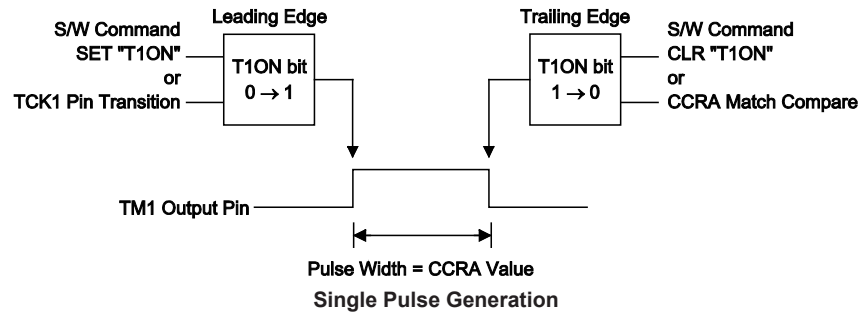 Leading Edge
S/W Command
SET "T1ON"
or
TCK1 Pin Transition
T1ON bit
0 → 1
Trailing Edge
T1ON bit
1 → 0
S/W Command
CLR "T1ON"
or
CCRA Match Compare
TM1 Output Pin
Pulse Width = CCRA Value
Single Pulse Generation